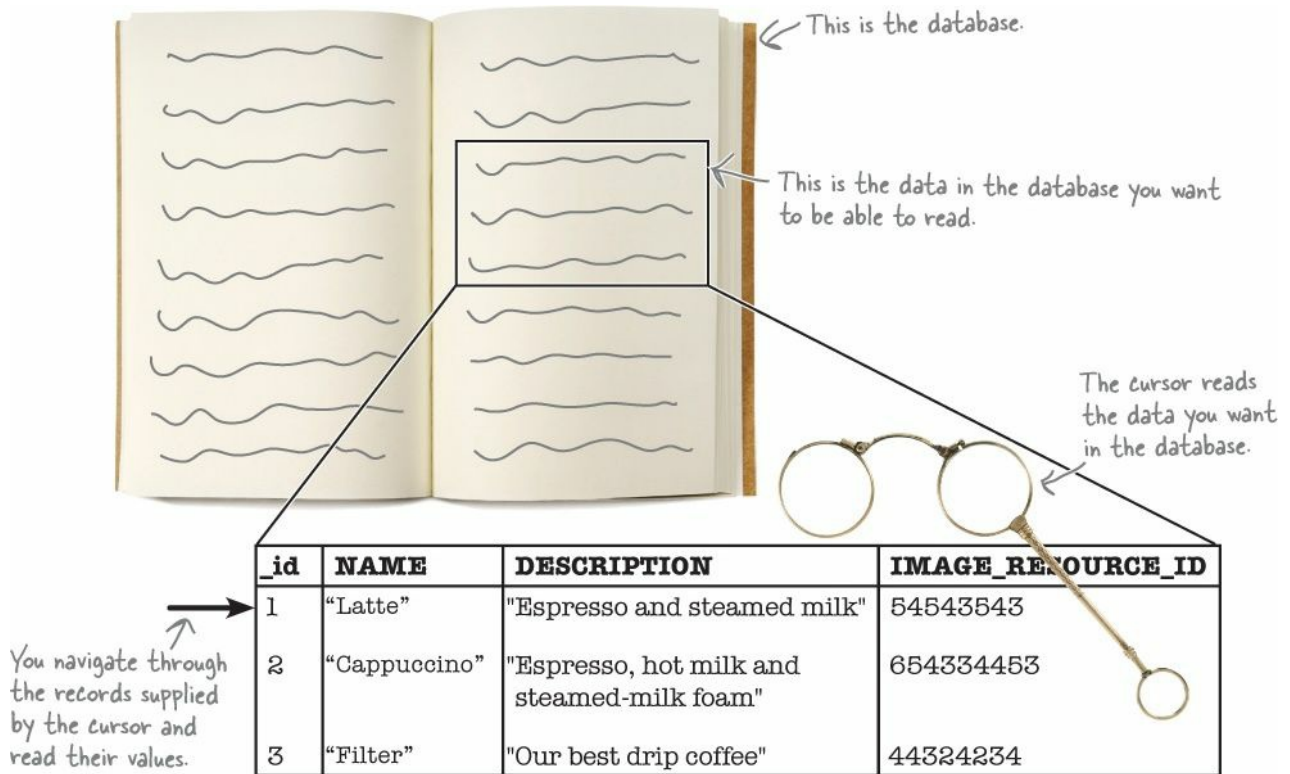 This is the database.
This is the data in the database you want
to be able to read.
The cursor reads
the data you want
in the database.
_id NAME DESCRIPTION IMAGE_RESOURCE_ID
1 “Latte” "Espresso and steamed milk" 54543543
2 “Cappuccino” "Espresso, hot milk and 654334453
steamed-milk foam"
3 “Filter” "Our best drip coffee" 44324234
You navigate through
the records supplied
by the cursor and
read their values.